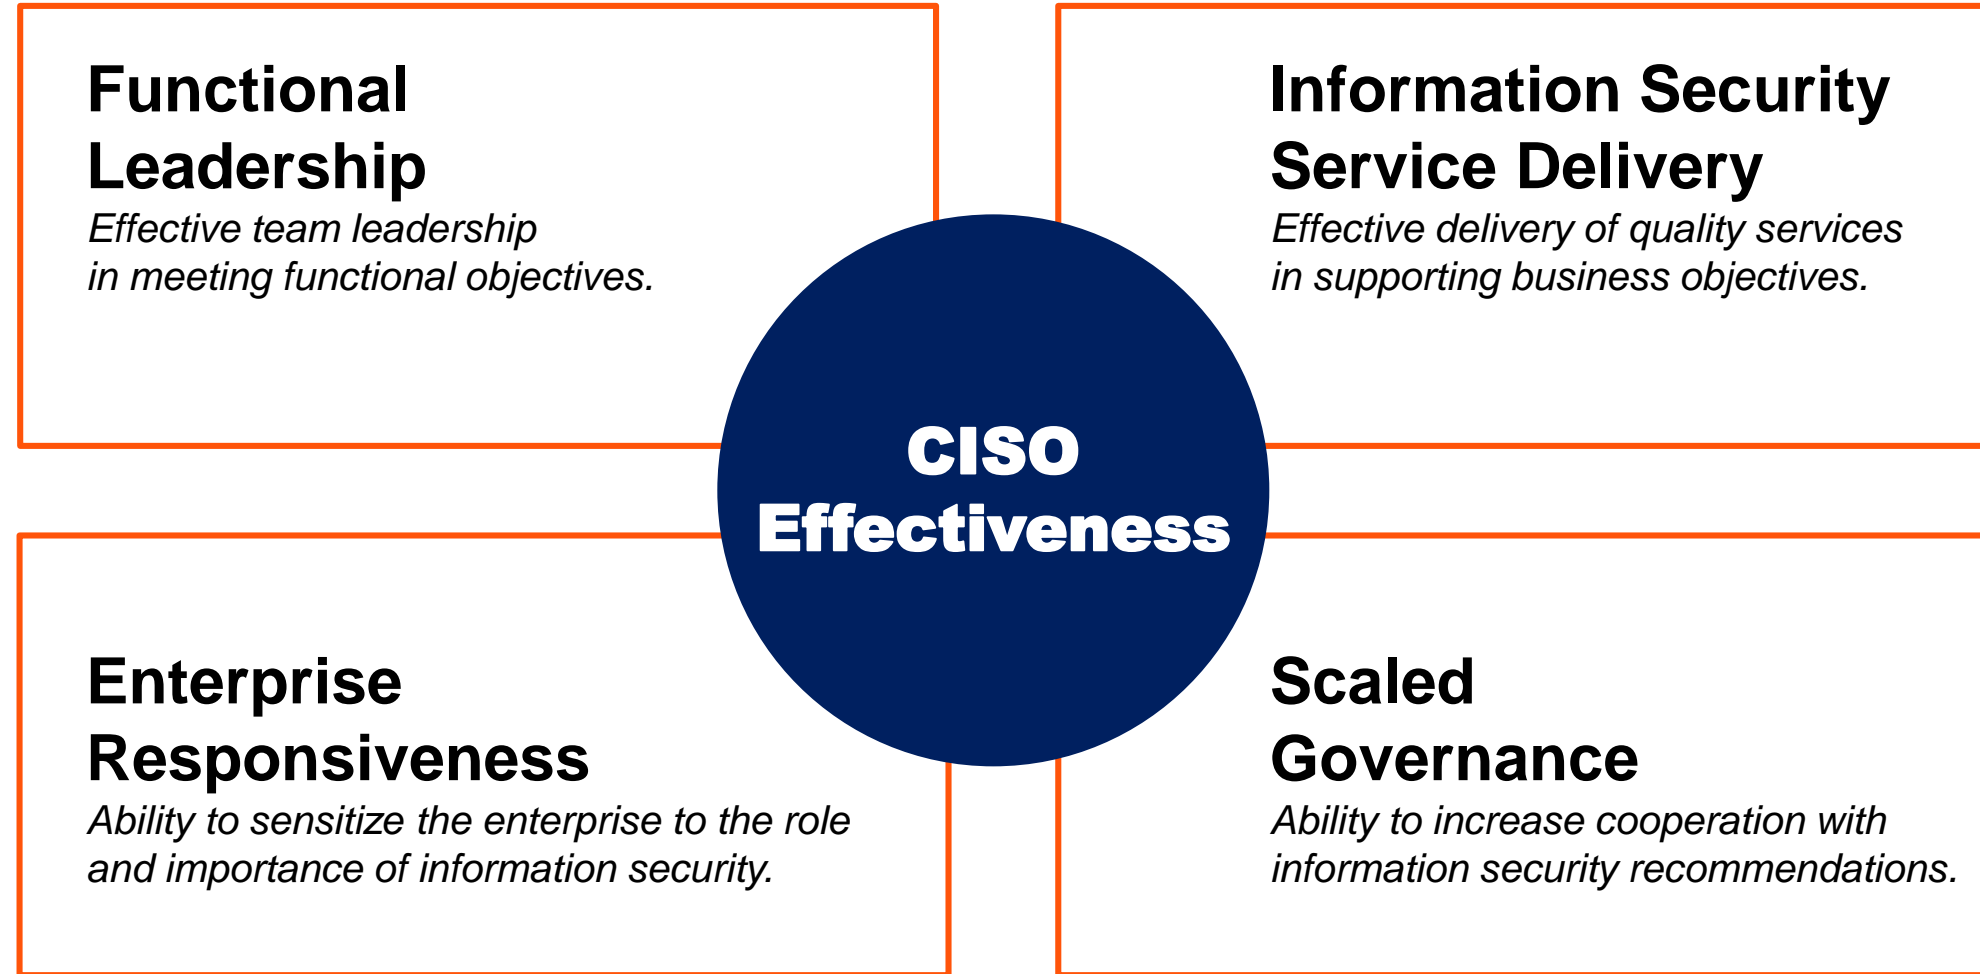 Functional
Leadership
Effective team leadership
in meeting functional objectives.
Information Security
Service Delivery
Effective delivery of quality services
in supporting business objectives.
CISO
Effectiveness
Enterprise
Responsiveness
Ability to sensitize the enterprise to the role
and importance of information security.
Scaled
Governance
Ability to increase cooperation with
information security recommendations.